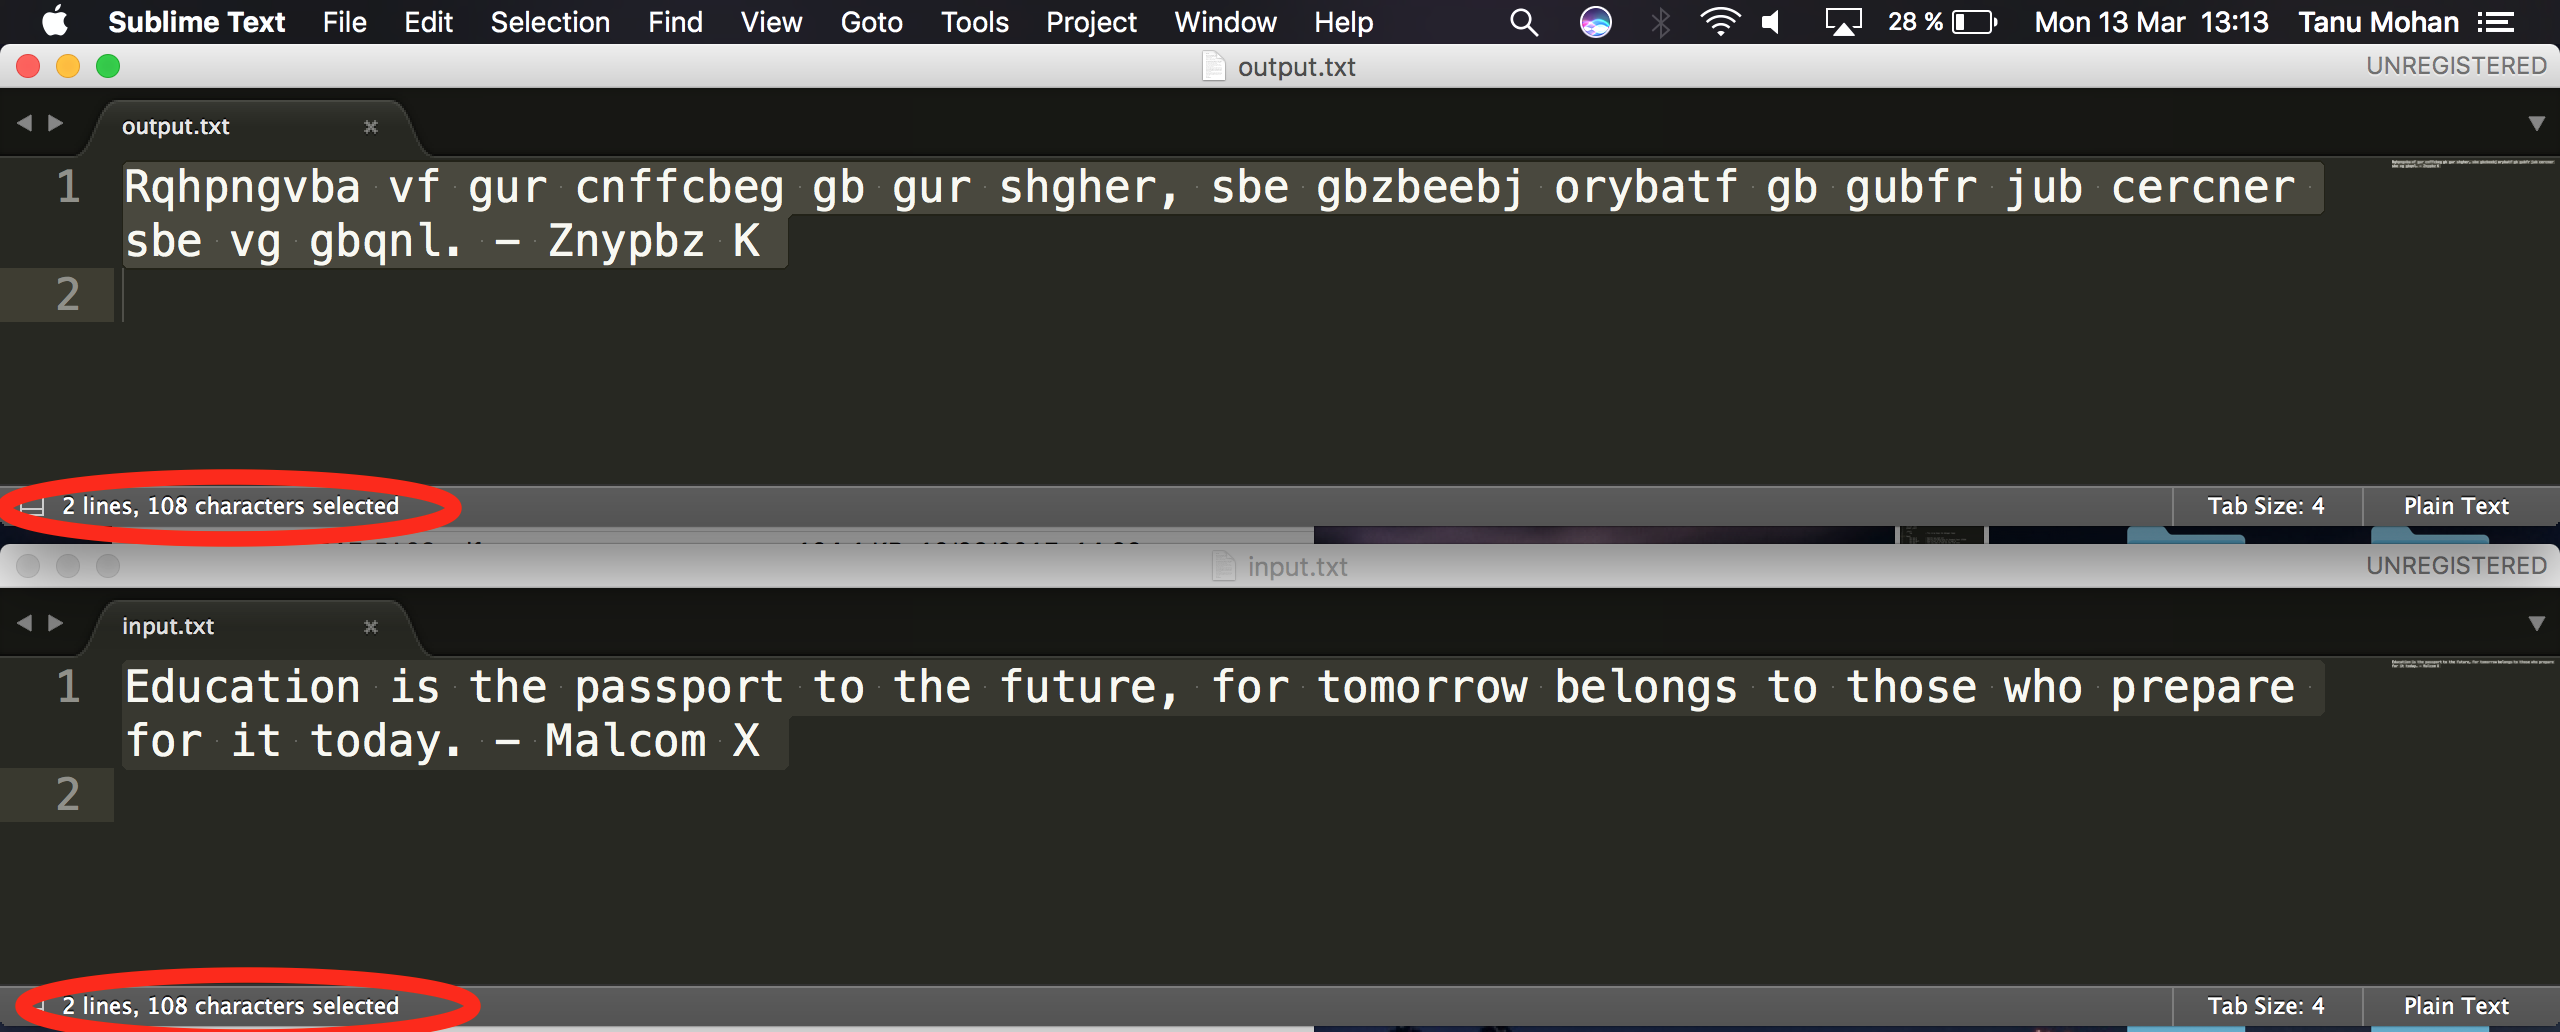 Sublime Text File Edit Selection Find View Goto Tools Project Window Help 28 % Mon 13 Mar 13:13 Tanu Mohan
output.txt UNREGISTERED
output.txt
1 Rqhpngvba vf gur cnffcbeg gb gur shgher, sbe gbzbeebj orybatf gb gubfr jub cercner
sbe vg gbqnl. – Znypbz K
2
2 lines, 108 characters selected Tab Size: 4 Plain Text
input.txt UNREGISTERED
input.txt
1 Education is the passport to the future, for tomorrow belongs to those who prepare
for it today. – Malcom X
2
2 lines, 108 characters selected Tab Size: 4 Plain Text